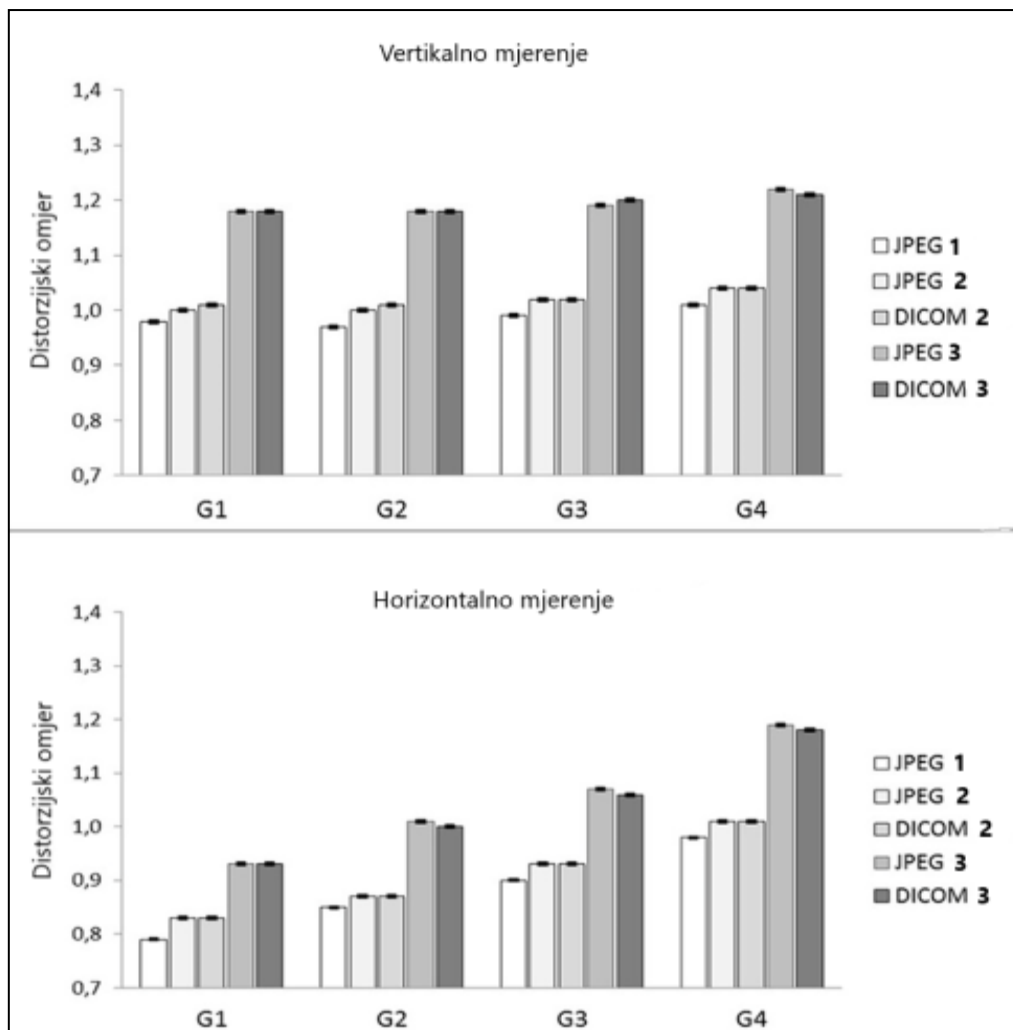 Vertikalno mjerenje
1,4
1,3
1,2
1,1
1,0
0,9
0,8
0,7
Distorzijski omjer
G1 G2 G3 G4
JPEG 1
JPEG 2
DICOM 2
JPEG 3
DICOM 3
Horizontalno mjerenje
1,4
1,3
1,2
1,1
1,0
0,9
0,8
0,7
Distorzijski omjer
G1 G2 G3 G4
JPEG 1
JPEG 2
DICOM 2
JPEG 3
DICOM 3